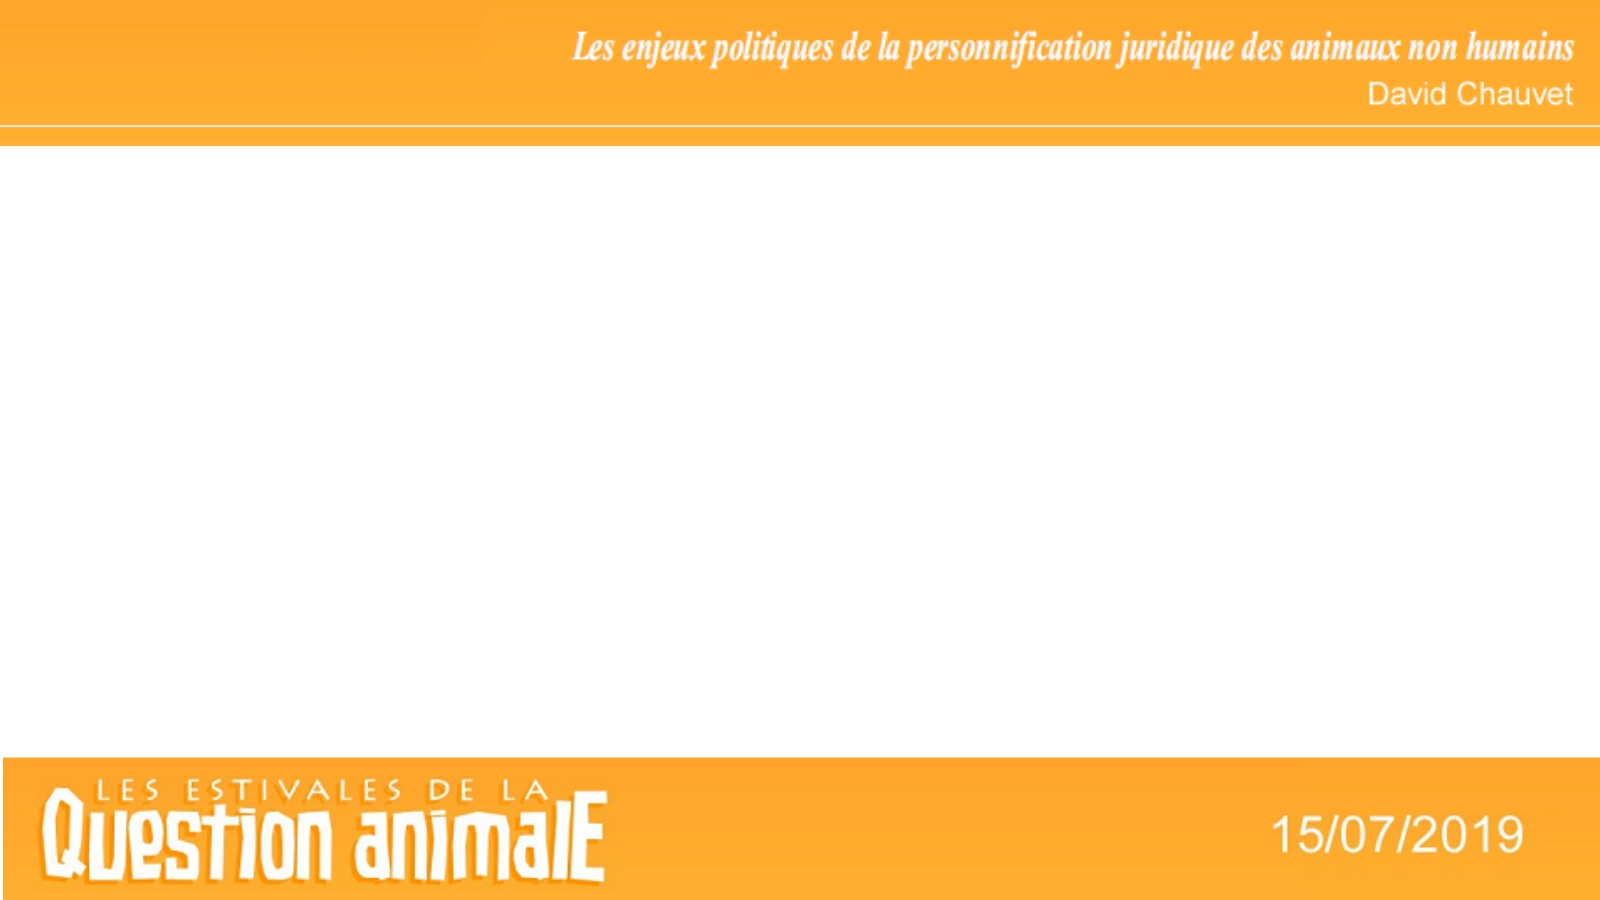 Les enjeux politiques de la personnification juridique des animaux non humains
David Chauvet
LES ESTIVALES DE LA
Question animalE
15/07/2019